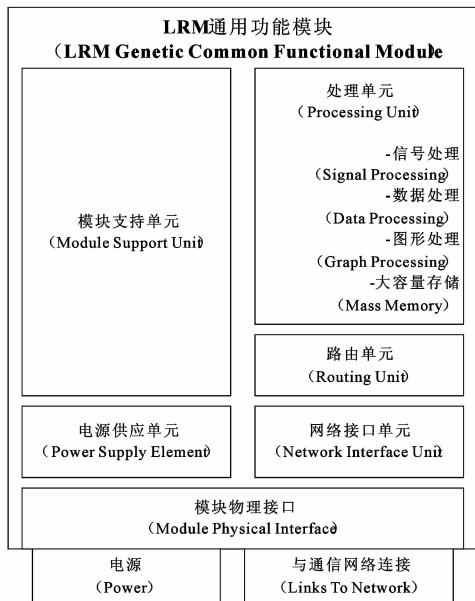 LRM通用功能模块
（LRM Genetic Common Functional Module）
模块支持单元
（Module Support Unit）
处理单元
（Processing Unit）
-信号处理
（Signal Processing）
-数据处理
（Data Processing）
-图形处理
（Graph Processing）
-大容量存储
（Mass Memory）
路由单元
（Routing Unit）
电源供应单元
（Power Supply Element）
网络接口单元
（Network Interface Unit）
模块物理接口
（Module Physical Interface）
电源
（Power）
与通信网络连接
（Links To Network）